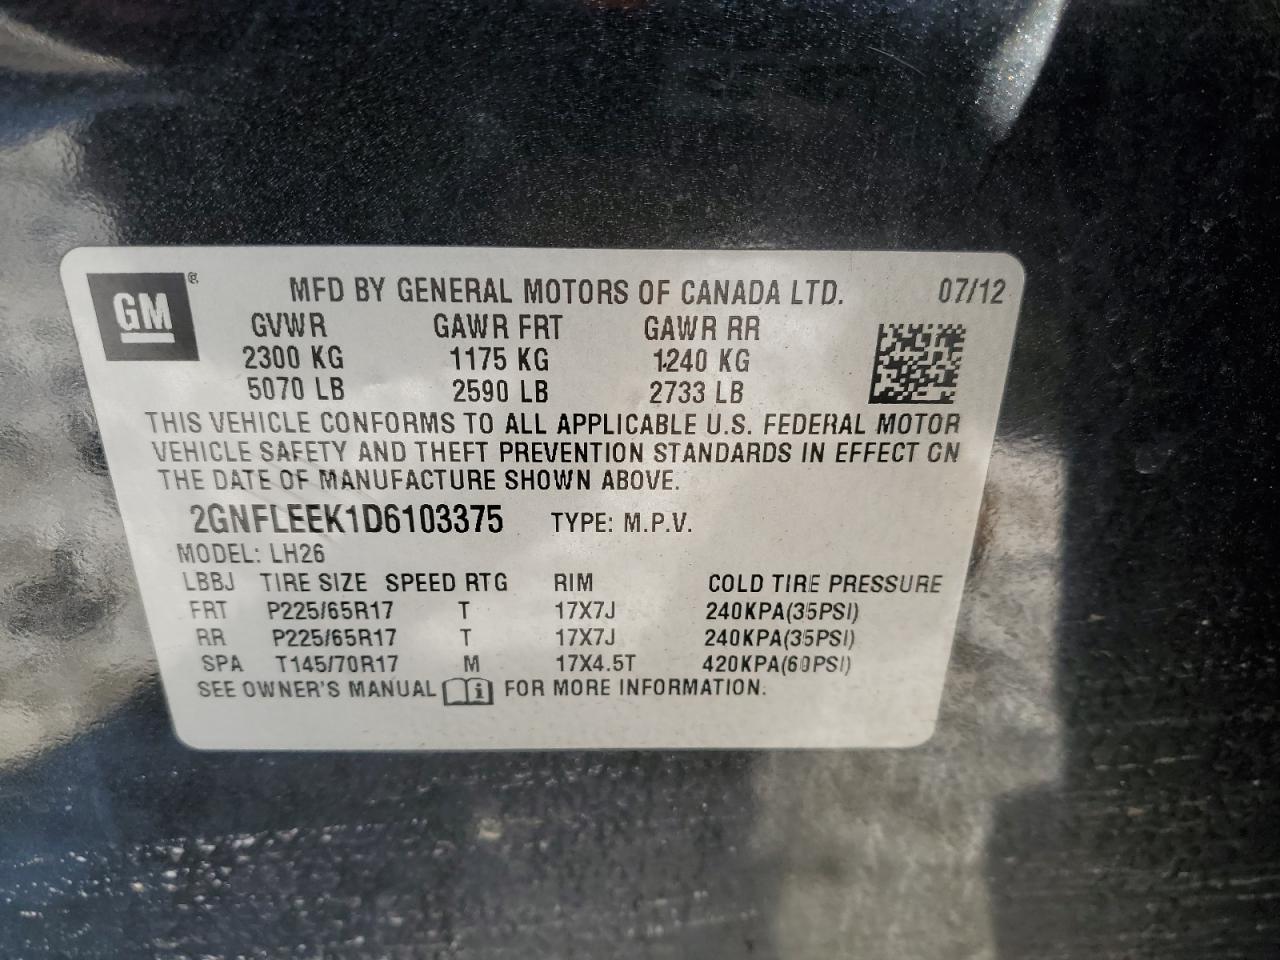 GM ®
MFD BY GENERAL MOTORS OF CANADA LTD. 07/12
GVWR GAWR FRT GAWR RR
2300 KG 1175 KG 1240 KG
5070 LB 2590 LB 2733 LB
THIS VEHICLE CONFORMS TO ALL APPLICABLE U.S. FEDERAL MOTOR
VEHICLE SAFETY AND THEFT PREVENTION STANDARDS IN EFFECT ON
THE DATE OF MANUFACTURE SHOWN ABOVE.
2GNFLEEK1D6103375 TYPE: M.P.V.
MODEL: LH26
LBBJ TIRE SIZE SPEED RTG RIM COLD TIRE PRESSURE
FRT P225/65R17 T 17X7J 240KPA(35PSI)
RR P225/65R17 T 17X7J 240KPA(35PSI)
SPA T145/70R17 M 17X4.5T 420KPA(60PSI)
SEE OWNER'S MANUAL i FOR MORE INFORMATION.